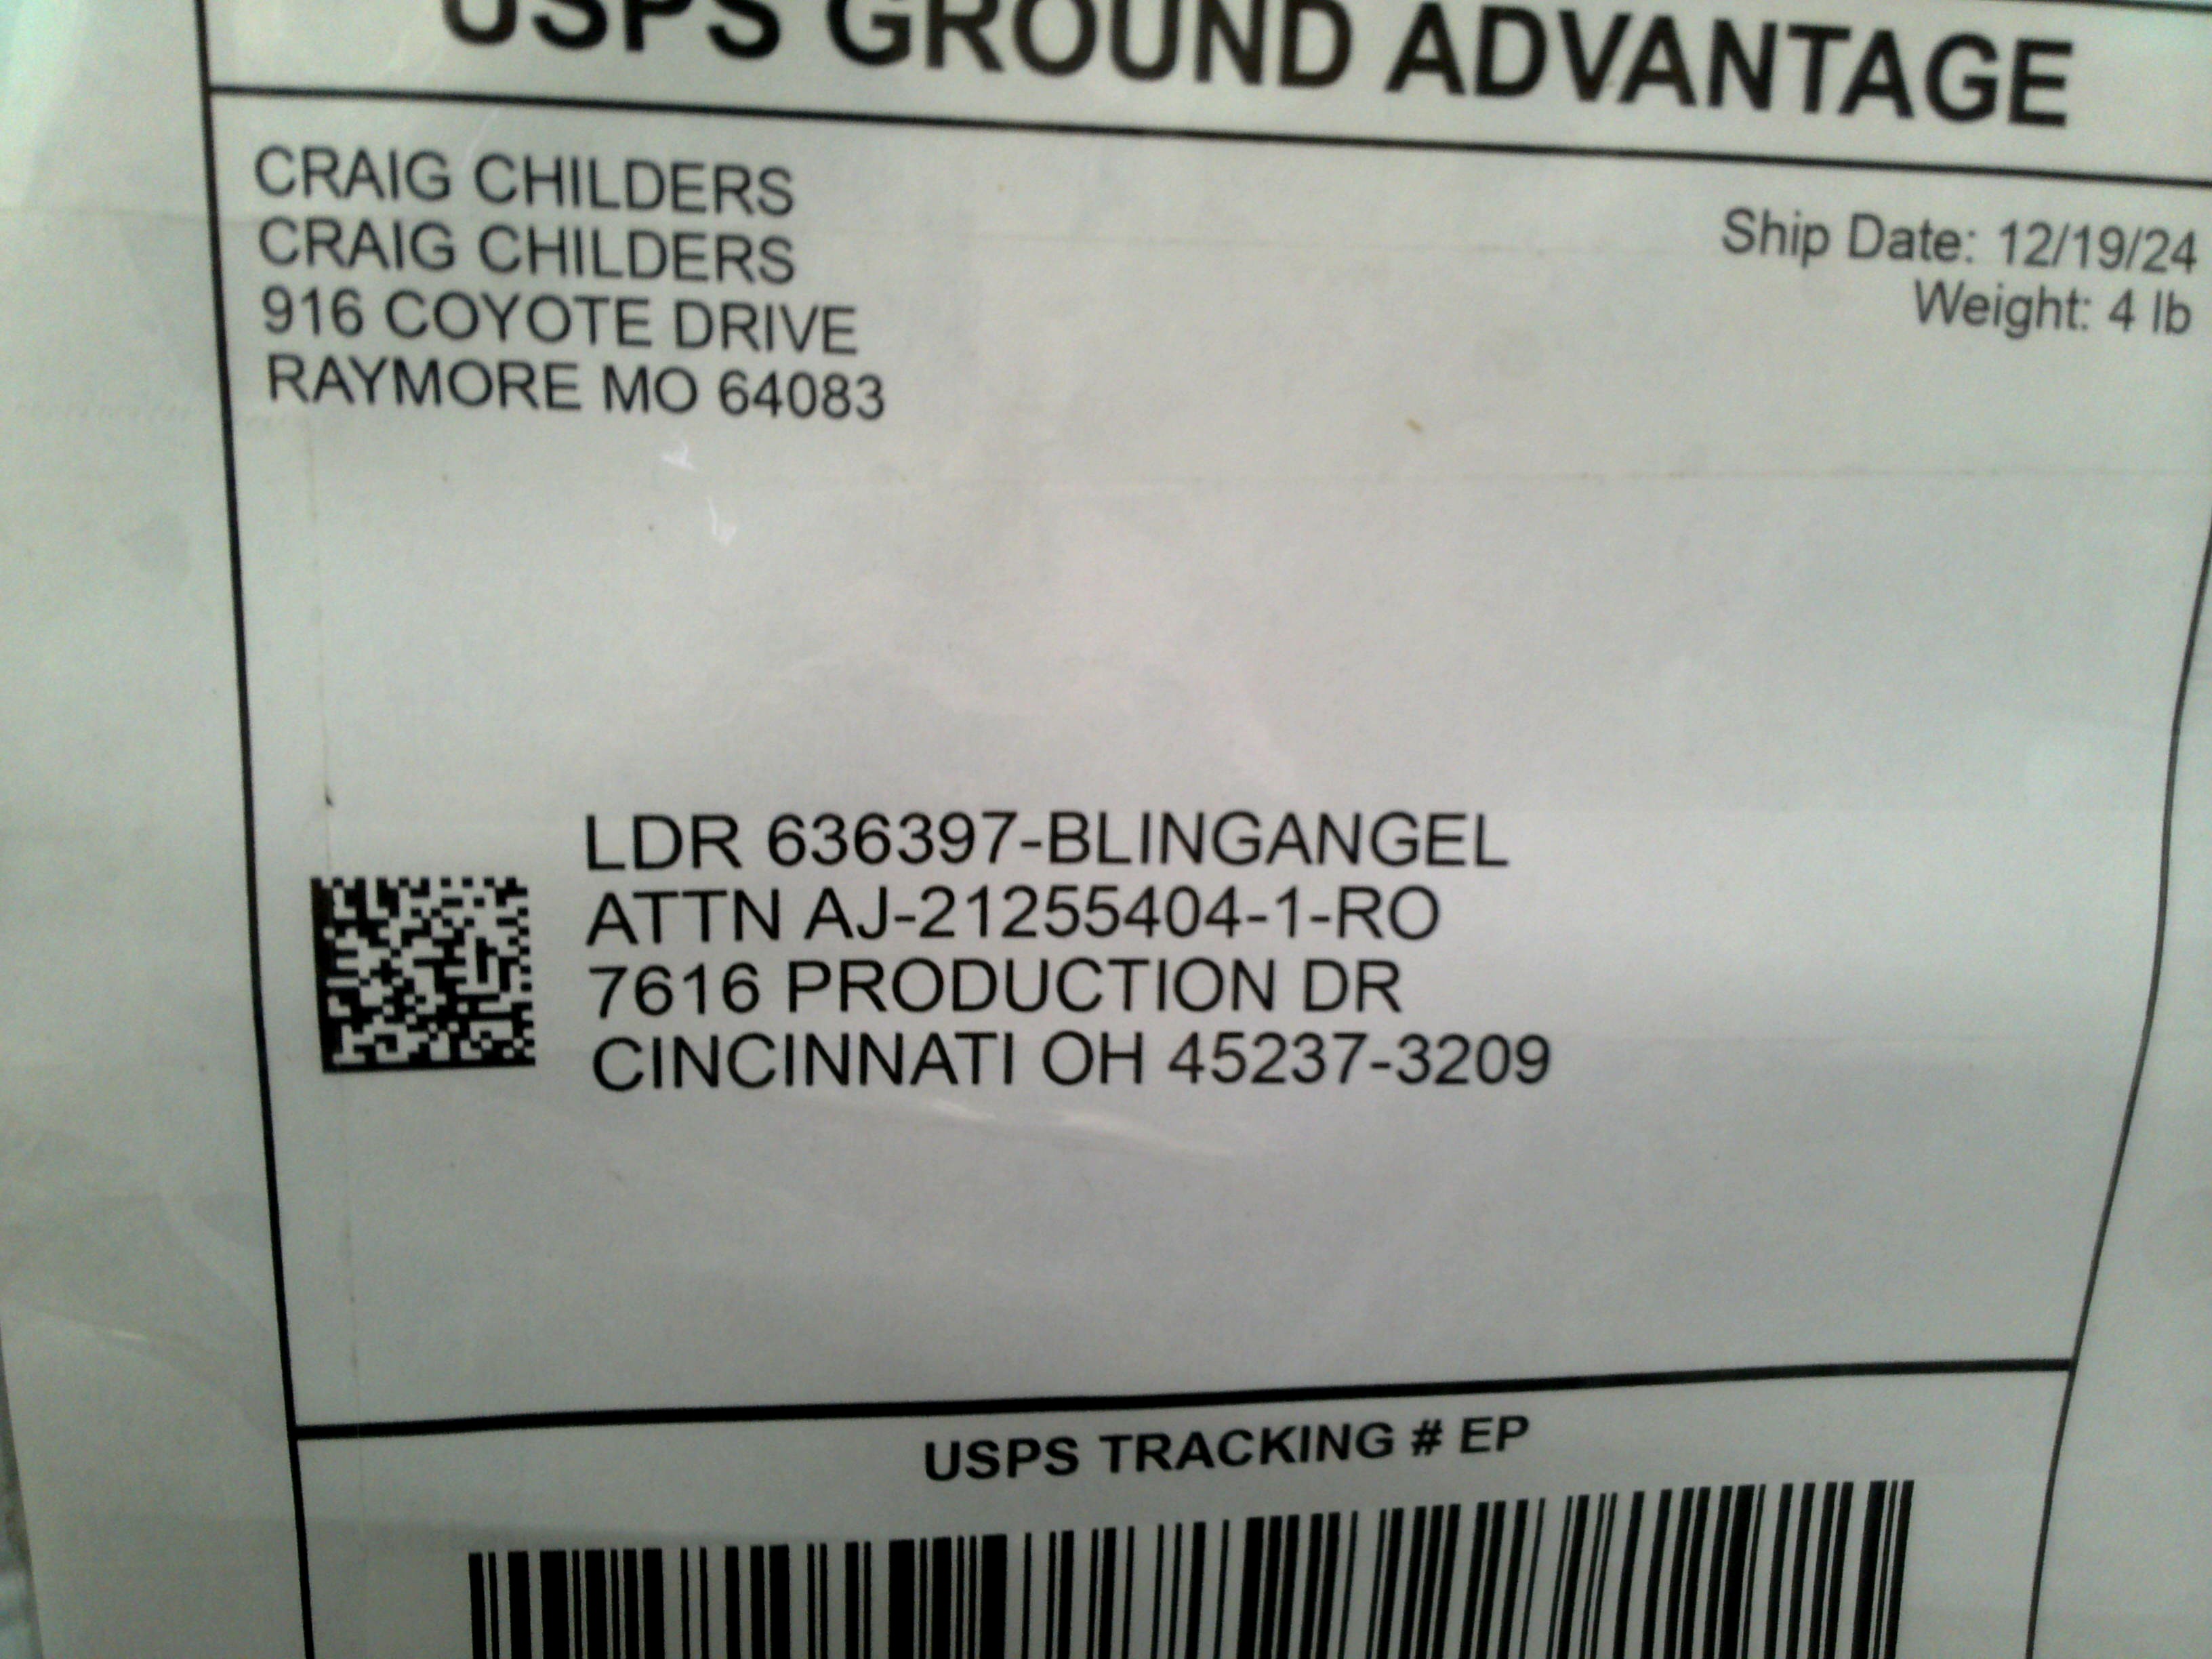 USPS GROUND ADVANTAGE
CRAIG CHILDERS
CRAIG CHILDERS
916 COYOTE DRIVE
RAYMORE MO 64083
Ship Date: 12/19/24
Weight: 4 lb
LDR 636397-BLINGANGEL
ATTN AJ-21255404-1-RO
7616 PRODUCTION DR
CINCINNATI OH 45237-3209
USPS TRACKING # EP